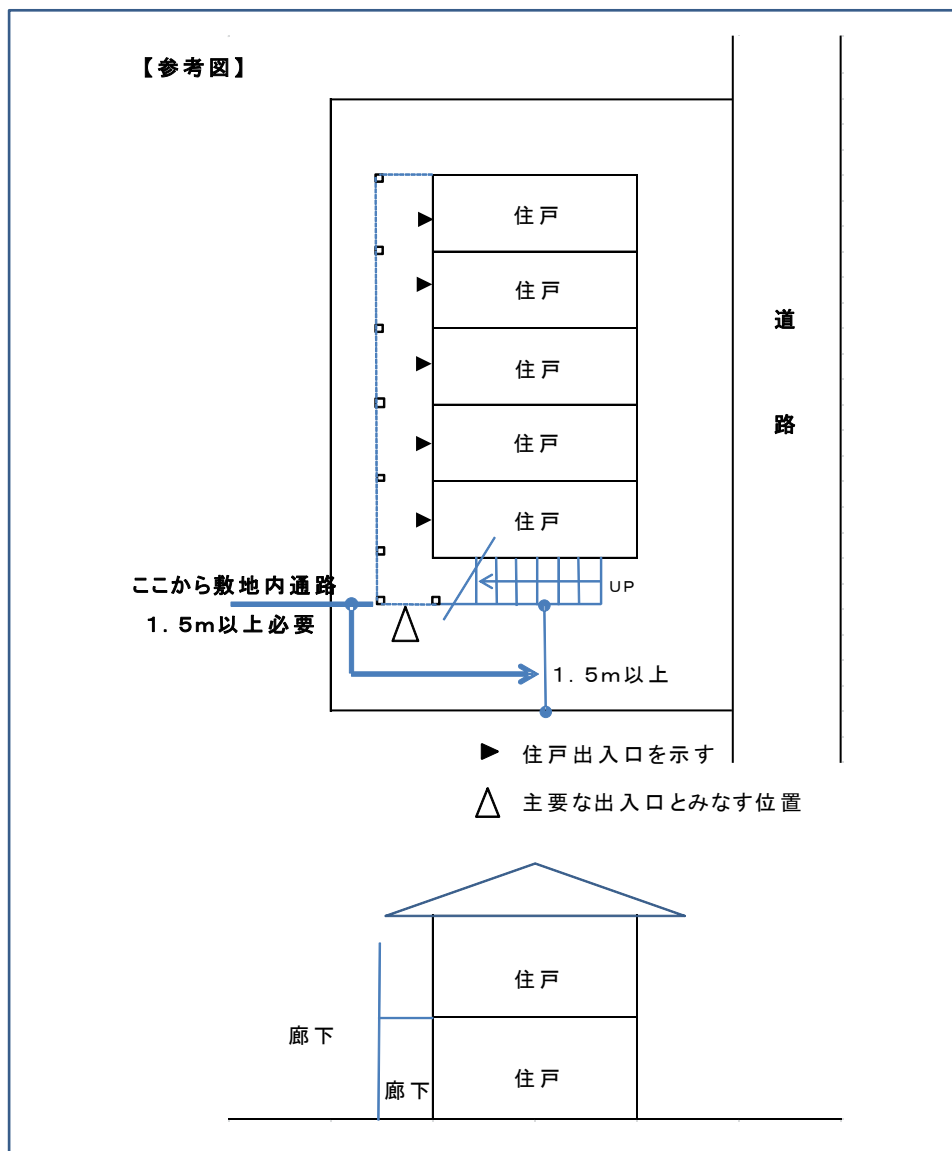 【参考図】
住戸
住戸
住戸
住戸
住戸
道
路
UP
ここから敷地内通路
1．5m以上必要
1．5m以上
住戸出入口を示す
主要な出入口とみなす位置
住戸
廊下
廊下
住戸